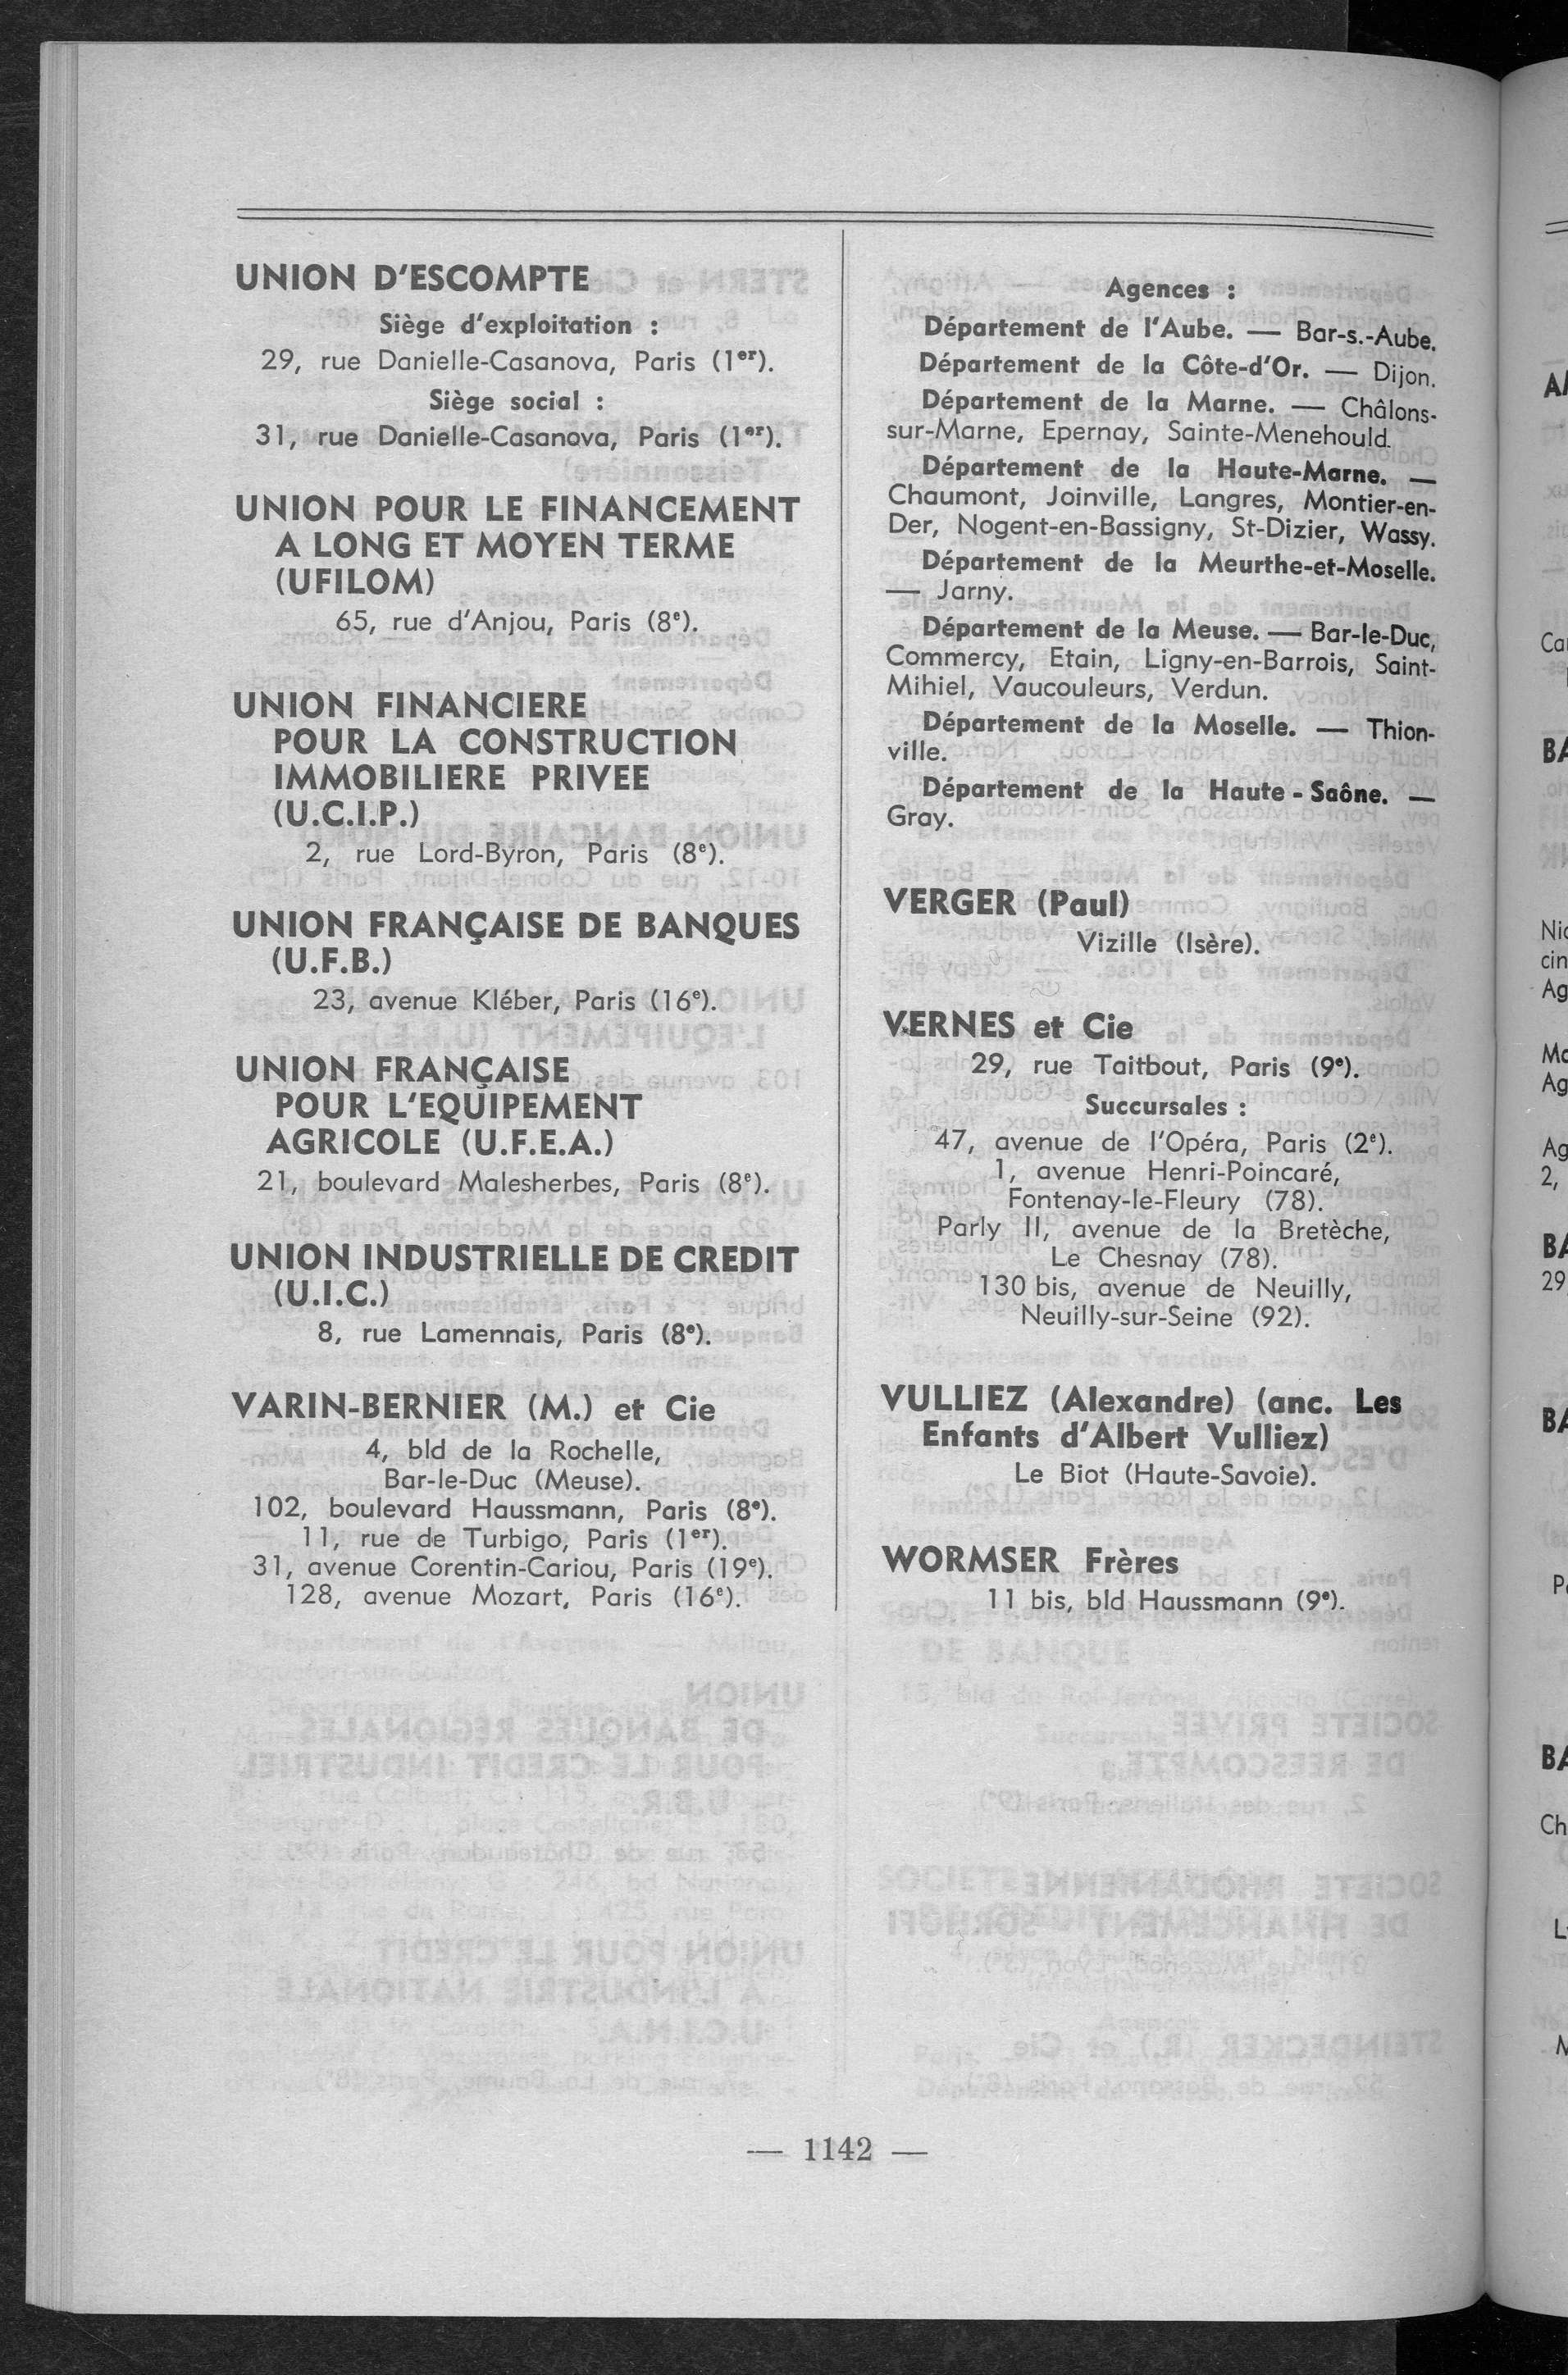 UNION D'ESCOMPTE
Siège d'exploitation :
29, rue Danielle-Casanova, Paris (1er).
Siège social :
31, rue Danielle-Casanova, Paris (1er).
UNION POUR LE FINANCEMENT
A LONG ET MOYEN TERME
(UFILOM)
65, rue d'Anjou, Paris (8e).
UNION FINANCIERE
POUR LA CONSTRUCTION
IMMOBILIERE PRIVEE
(U.C.I.P.)
2, rue Lord-Byron, Paris (8e).
UNION FRANÇAISE DE BANQUES
(U.F.B.)
23, avenue Kléber, Paris (16e).
UNION FRANÇAISE
POUR L'EQUIPEMENT
AGRICOLE (U.F.E.A.)
21, boulevard Malesherbes, Paris (8e).
UNION INDUSTRIELLE DE CREDIT
(U.I.C.)
8, rue Lamennais, Paris (8e).
VARIN-BERNIER (M.) et Cie
4, bld de la Rochelle,
Bar-le-Duc (Meuse).
102, boulevard Haussmann, Paris (8e).
11, rue de Turbigo, Paris (1er).
31, avenue Corentin-Cariou, Paris (19e).
128, avenue Mozart, Paris (16e).
Agences :
Département de l'Aube. — Bar-s.-Aube.
Département de la Côte-d'Or. — Dijon.
Département de la Marne. — Châlons-
sur-Marne, Epernay, Sainte-Menehould.
Département de la Haute-Marne. —
Chaumont, Joinville, Langres, Montier-en-
Der, Nogent-en-Bassigny, St-Dizier, Wassy.
Département de la Meurthe-et-Moselle.
— Jarny.
Département de la Meuse. — Bar-le-Duc,
Commercy, Etain, Ligny-en-Barrois, Saint-
Mihiel, Vaucouleurs, Verdun.
Département de la Moselle. — Thion-
ville.
Département de la Haute - Saône. —
Gray.
VERGER (Paul)
Vizille (Isère).
VERNES et Cie
29, rue Taitbout, Paris (9e).
Succursales :
47, avenue de l'Opéra, Paris (2e).
1, avenue Henri-Poincaré,
Fontenay-le-Fleury (78).
Parly II, avenue de la Bretèche,
Le Chesnay (78).
130 bis, avenue de Neuilly,
Neuilly-sur-Seine (92).
VULLIEZ (Alexandre) (anc. Les
Enfants d'Albert Vulliez)
Le Biot (Haute-Savoie).
WORMSER Frères
11 bis, bld Haussmann (9e).
— 1142 —